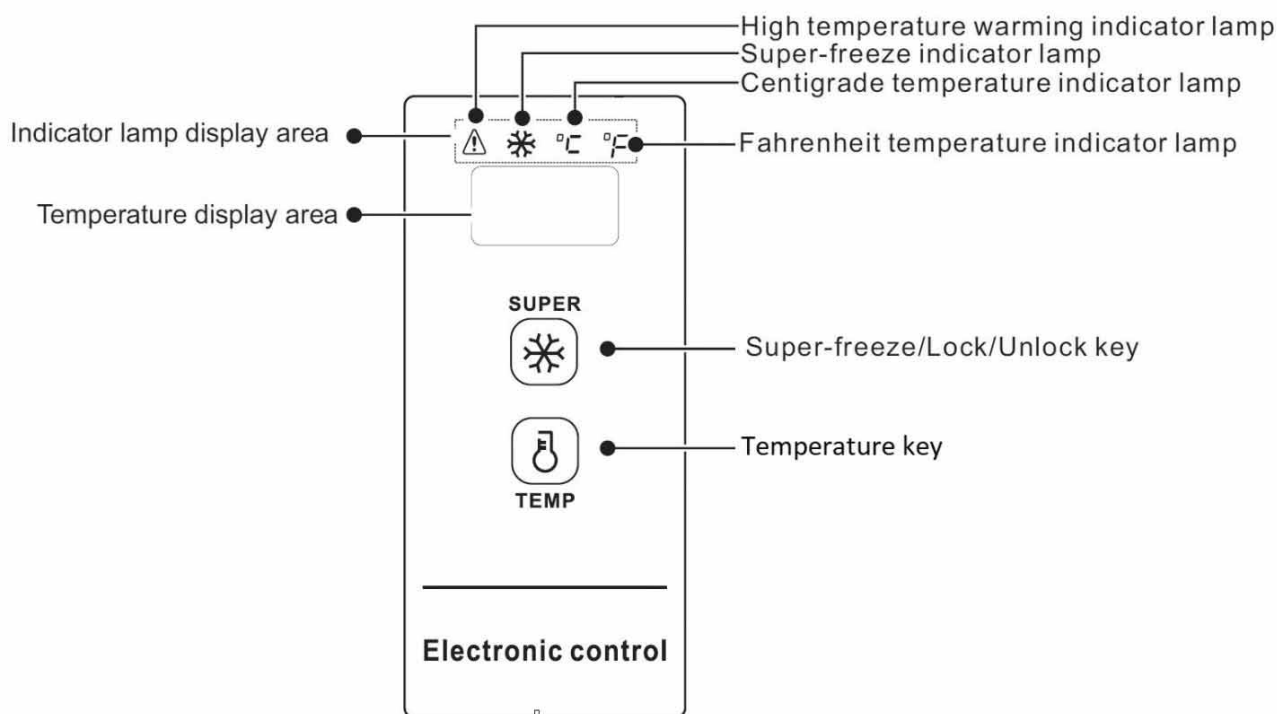 High temperature warming indicator lamp
Super-freeze indicator lamp
Centigrade temperature indicator lamp
Indicator lamp display area
°C °F
Fahrenheit temperature indicator lamp
Temperature display area
SUPER
Super-freeze/Lock/Unlock key
Temperature key
TEMP
Electronic control